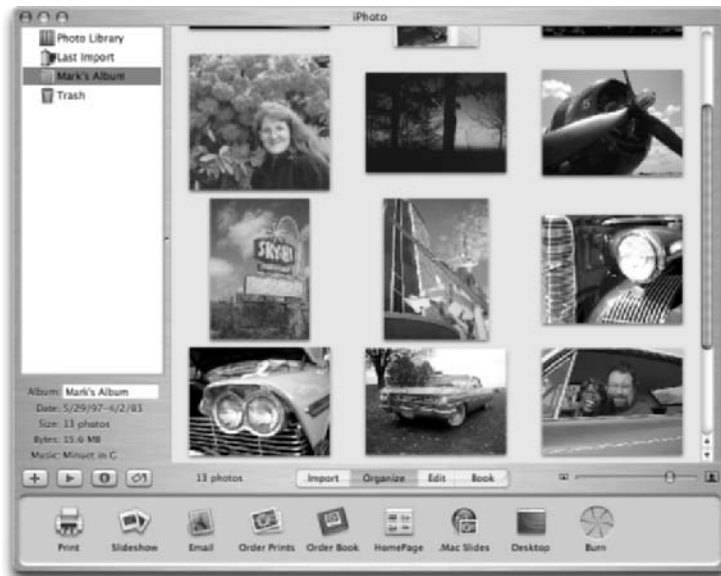 iPhoto
Photo Library
Last Import
Mark's Album
Trash
5
SKY-HI
Album: Mark's Album
Date: 5/29/97–4/2/03
Size: 13 photos
Bytes: 15.6 MB
Music: Minuet in G
13 photos
Import Organize Edit Book
Print Slideshow Email Order Prints Order Book HomePage .Mac Slides Desktop Burn